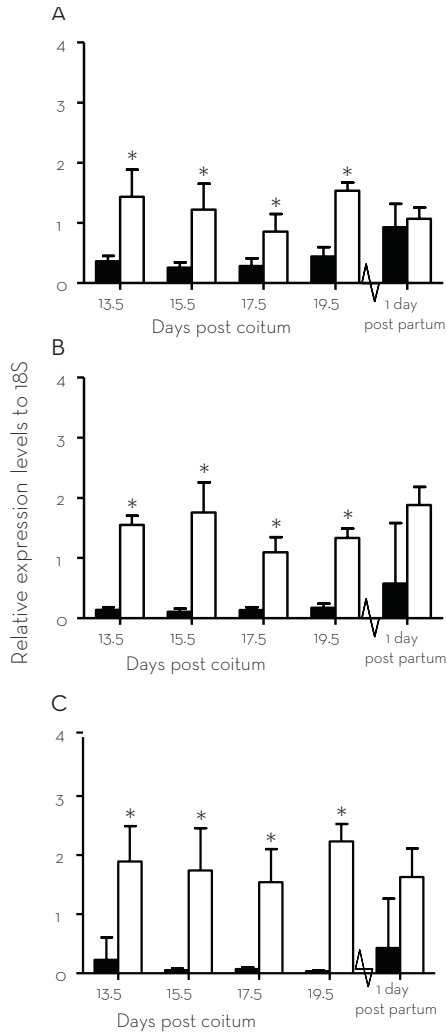 A
4
3
2
1
0
* * * *
13.5 15.5 17.5 19.5 1 day
post partum
Days post coitum
B
4
3
2
1
0
* * * *
13.5 15.5 17.5 19.5 1 day
post partum
Days post coitum
Relative expression levels to 18S
C
4
3
2
1
0
* * * *
13.5 15.5 17.5 19.5 1 day
post partum
Days post coitum